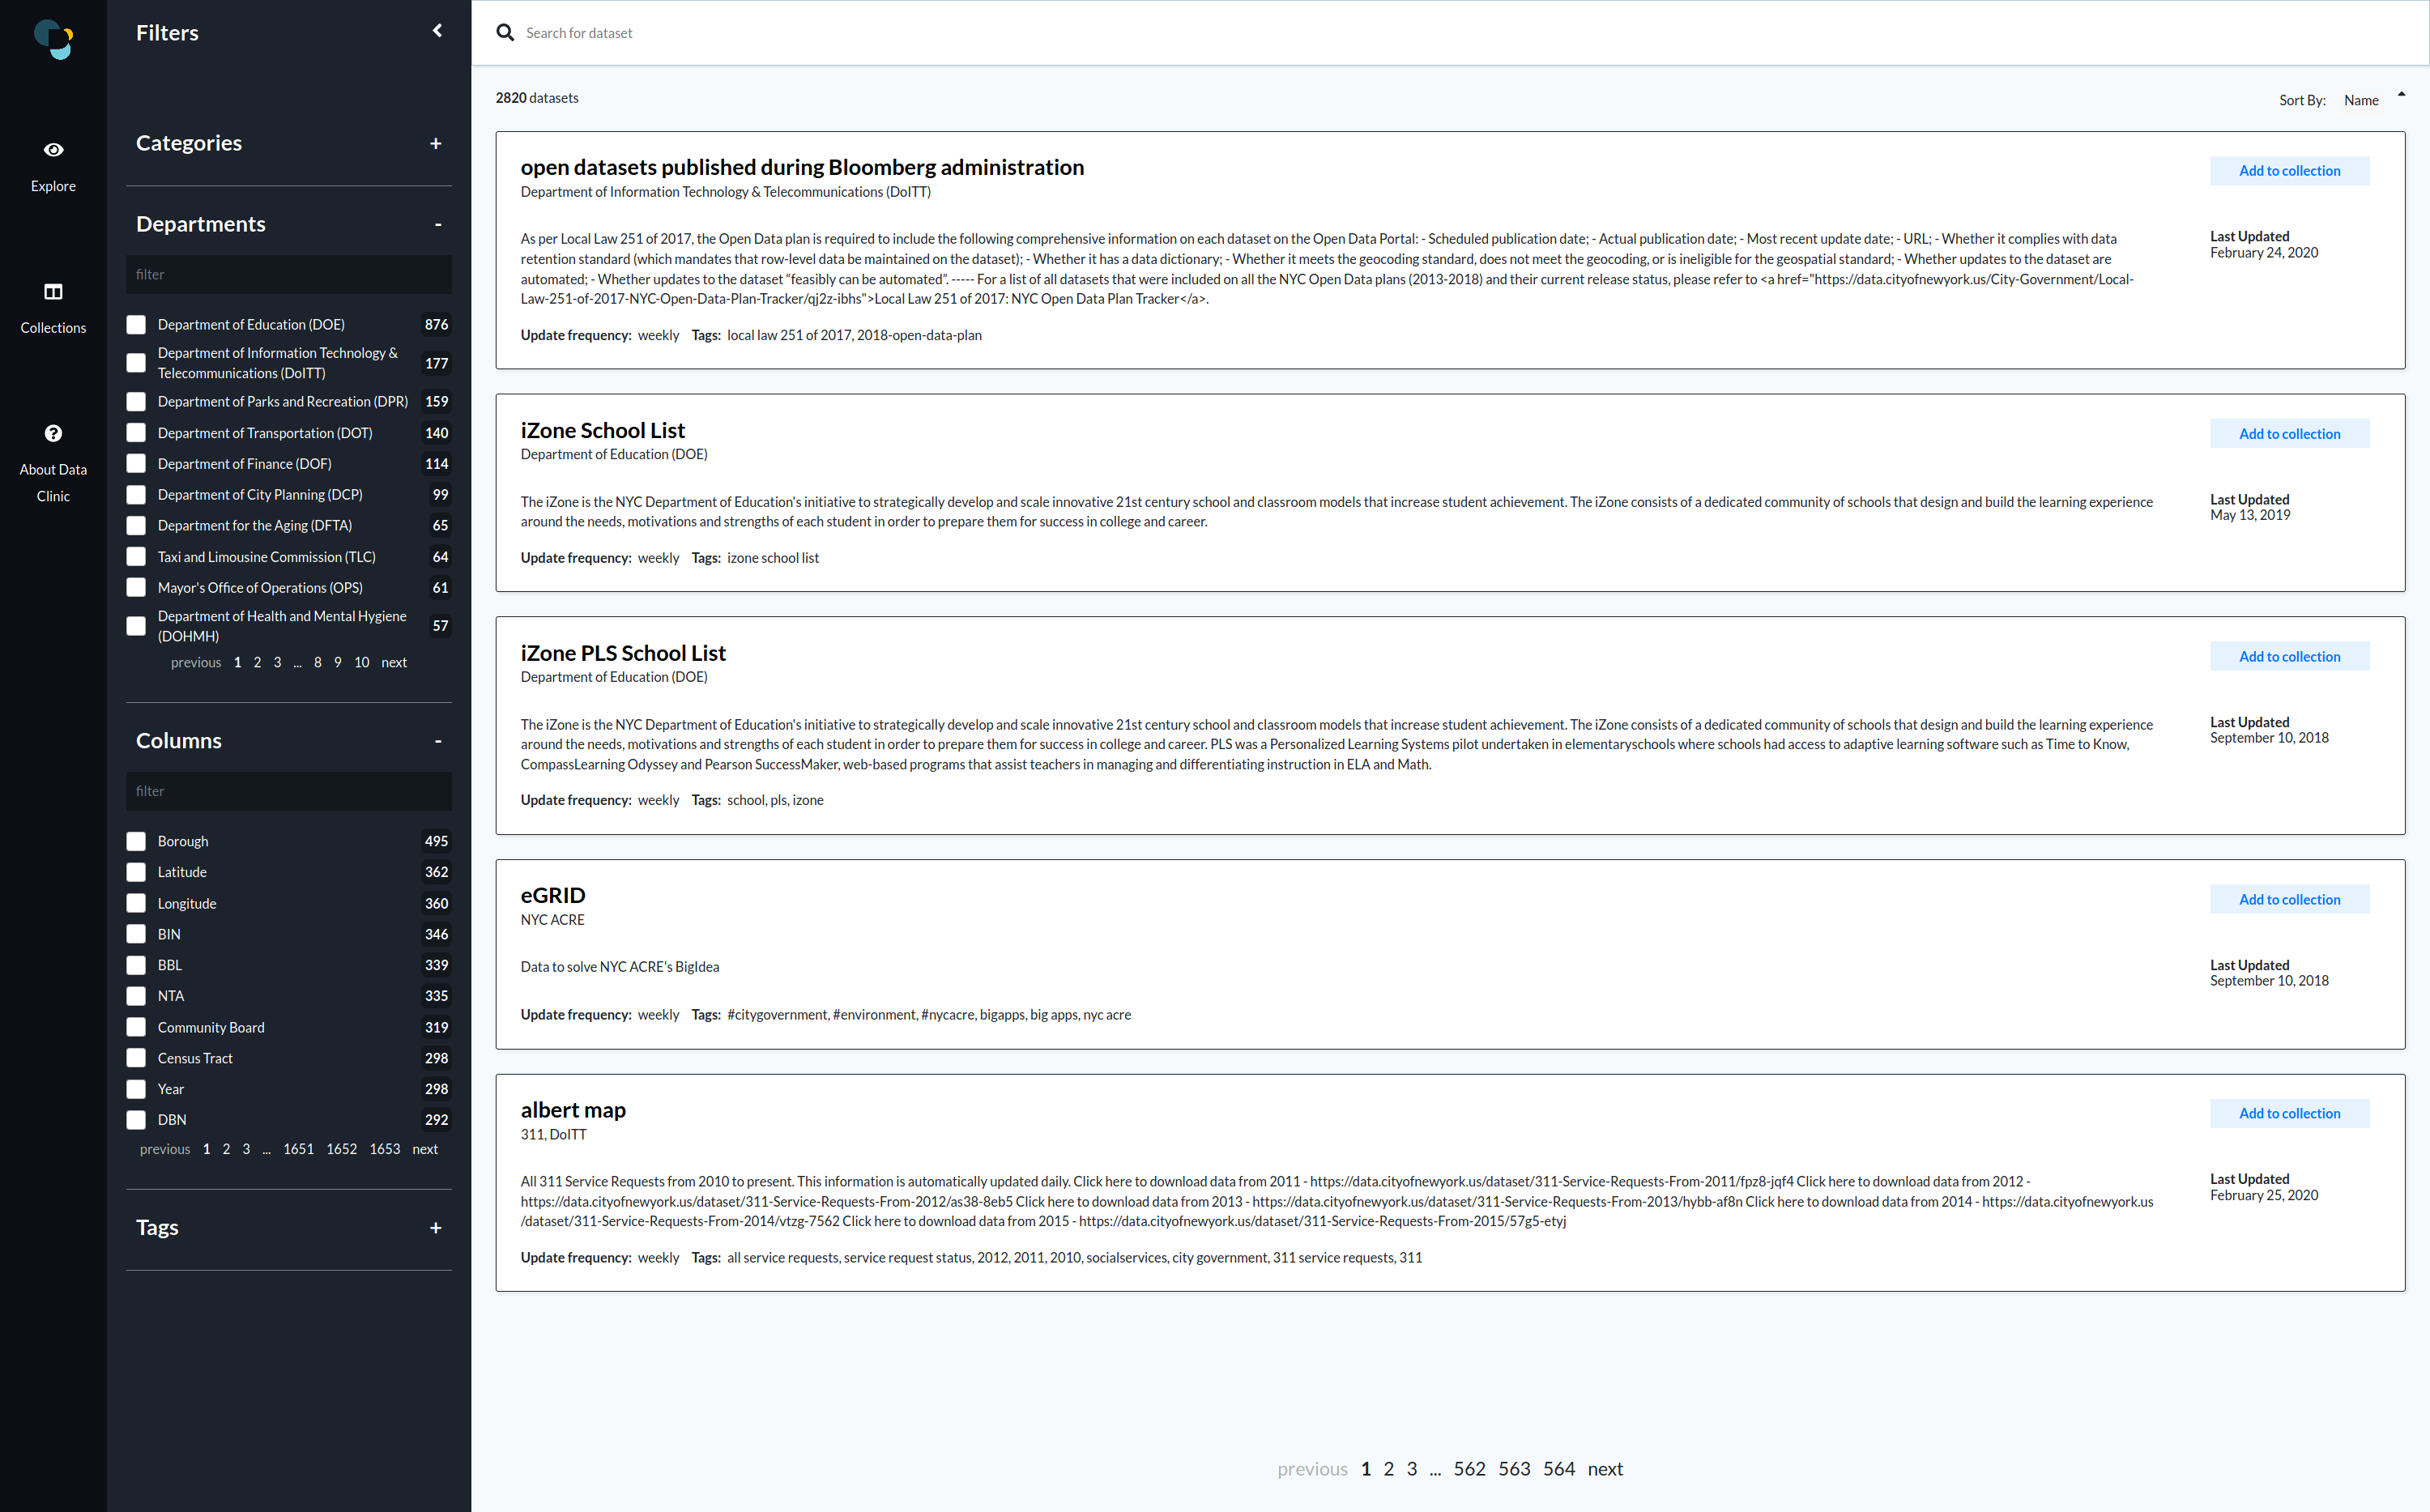 Explore
Collections
About Data
Clinic
Filters
Categories +
Departments -
filter
Department of Education (DOE) 876
Department of Information Technology &
Telecommunications (DoITT) 177
Department of Parks and Recreation (DPR) 159
Department of Transportation (DOT) 140
Department of Finance (DOF) 114
Department of City Planning (DCP) 99
Department for the Aging (DFTA) 65
Taxi and Limousine Commission (TLC) 64
Mayor's Office of Operations (OPS) 61
Department of Health and Mental Hygiene
(DOHMH) 57
previous 1 2 3 ... 8 9 10 next
Columns -
filter
Borough 495
Latitude 362
Longitude 360
BIN 346
BBL 339
NTA 335
Community Board 319
Census Tract 298
Year 298
DBN 292
previous 1 2 3 ... 1651 1652 1653 next
Tags +
Search for dataset
2820 datasets
Sort By: Name
open datasets published during Bloomberg administration
Department of Information Technology & Telecommunications (DoITT)
Add to collection
As per Local Law 251 of 2017, the Open Data plan is required to include the following comprehensive information on each dataset on the Open Data Portal: - Scheduled publication date; - Actual publication date; - Most recent update date; - URL; - Whether it complies with data
retention standard (which mandates that row-level data be maintained on the dataset); - Whether it has a data dictionary; - Whether it meets the geocoding standard, does not meet the geocoding, or is ineligible for the geospatial standard; - Whether updates to the dataset are
automated; - Whether updates to the dataset “feasibly can be automated”. ----- For a list of all datasets that were included on all the NYC Open Data plans (2013-2018) and their current release status, please refer to <a href="https://data.cityofnewyork.us/City-Government/Local-
Law-251-of-2017-NYC-Open-Data-Plan-Tracker/qj2z-ibhs">Local Law 251 of 2017: NYC Open Data Plan Tracker</a>.
Last Updated
February 24, 2020
Update frequency: weekly Tags: local law 251 of 2017, 2018-open-data-plan
iZone School List
Department of Education (DOE)
Add to collection
The iZone is the NYC Department of Education's initiative to strategically develop and scale innovative 21st century school and classroom models that increase student achievement. The iZone consists of a dedicated community of schools that design and build the learning experience
around the needs, motivations and strengths of each student in order to prepare them for success in college and career.
Last Updated
May 13, 2019
Update frequency: weekly Tags: izone school list
iZone PLS School List
Department of Education (DOE)
Add to collection
The iZone is the NYC Department of Education's initiative to strategically develop and scale innovative 21st century school and classroom models that increase student achievement. The iZone consists of a dedicated community of schools that design and build the learning experience
around the needs, motivations and strengths of each student in order to prepare them for success in college and career. PLS was a Personalized Learning Systems pilot undertaken in elementaryschools where schools had access to adaptive learning software such as Time to Know,
CompassLearning Odyssey and Pearson SuccessMaker, web-based programs that assist teachers in managing and differentiating instruction in ELA and Math.
Last Updated
September 10, 2018
Update frequency: weekly Tags: school, pls, izone
eGRID
NYC ACRE
Add to collection
Data to solve NYC ACRE's BigIdea
Last Updated
September 10, 2018
Update frequency: weekly Tags: #citygovernment, #environment, #nycacre, bigapps, big apps, nyc acre
albert map
311, DoITT
Add to collection
All 311 Service Requests from 2010 to present. This information is automatically updated daily. Click here to download data from 2011 - https://data.cityofnewyork.us/dataset/311-Service-Requests-From-2011/fpz8-jqf4 Click here to download data from 2012 -
https://data.cityofnewyork.us/dataset/311-Service-Requests-From-2012/as38-8eb5 Click here to download data from 2013 - https://data.cityofnewyork.us/dataset/311-Service-Requests-From-2013/hybb-af8n Click here to download data from 2014 - https://data.cityofnewyork.us
/dataset/311-Service-Requests-From-2014/vtzg-7562 Click here to download data from 2015 - https://data.cityofnewyork.us/dataset/311-Service-Requests-From-2015/57g5-etyj
Last Updated
February 25, 2020
Update frequency: weekly Tags: all service requests, service request status, 2012, 2011, 2010, socialservices, city government, 311 service requests, 311
previous 1 2 3 ... 562 563 564 next